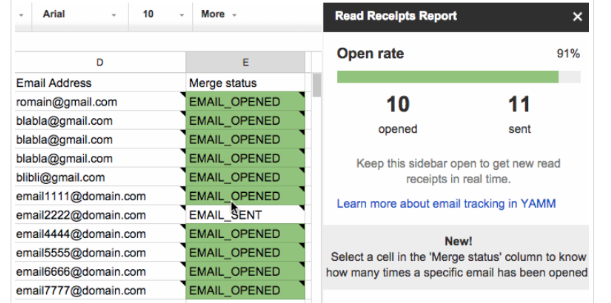 Arial 10 More
D E
Email Address Merge status
romain@gmail.com EMAIL_OPENED
blabla@gmail.com EMAIL_OPENED
blabla@gmail.com EMAIL_OPENED
blabla@gmail.com EMAIL_OPENED
blibli@gmail.com EMAIL_OPENED
email1111@domain.com EMAIL_OPENED
email2222@domain.com EMAIL_SENT
email4444@domain.com EMAIL_OPENED
email5555@domain.com EMAIL_OPENED
email6666@domain.com EMAIL_OPENED
email7777@domain.com EMAIL_OPENED
Read Receipts Report ×
Open rate 91%
10 11
opened sent
Keep this sidebar open to get new read
receipts in real time.
Learn more about email tracking in YAMM
New!
Select a cell in the 'Merge status' column to know
how many times a specific email has been opened